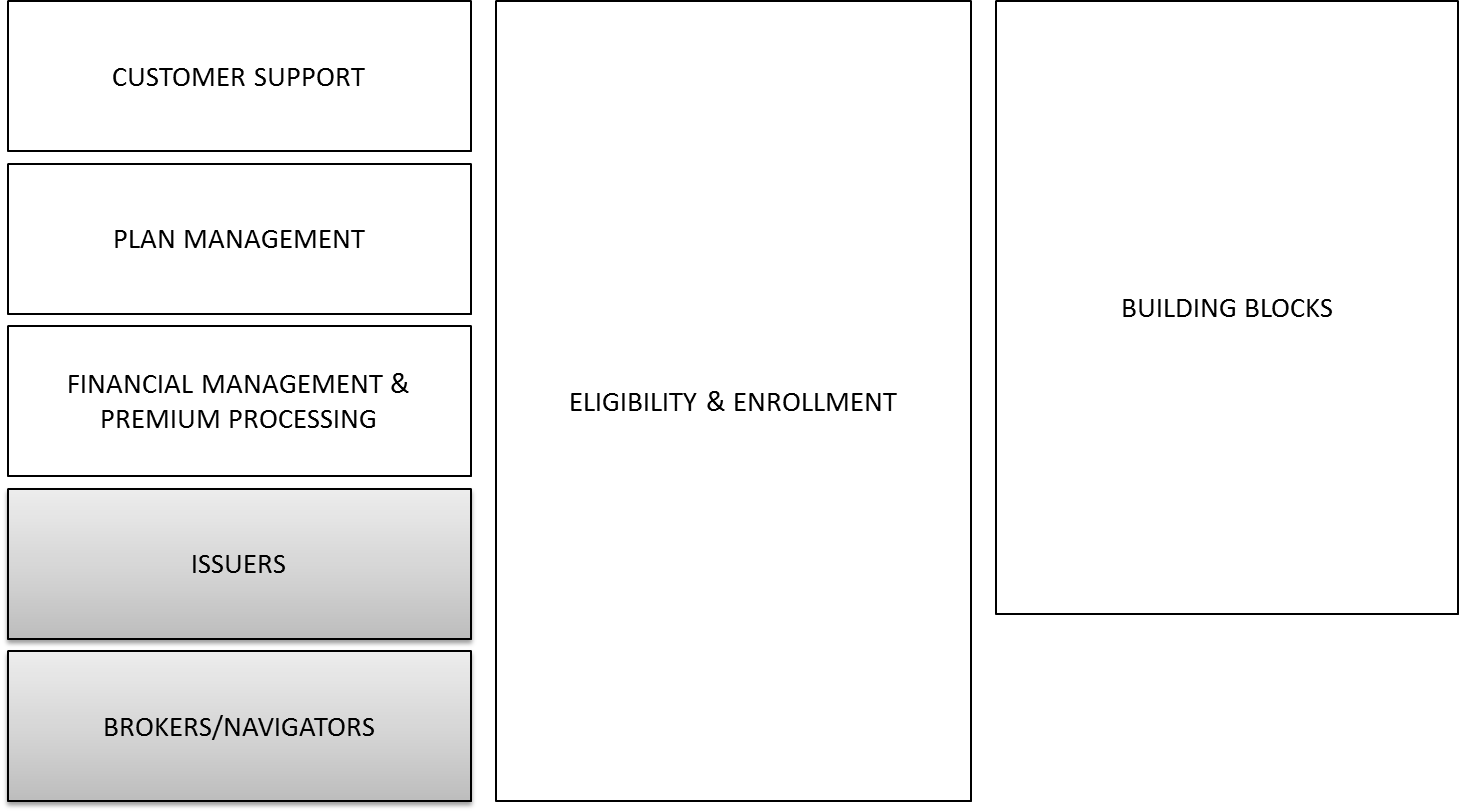 CUSTOMER SUPPORT
PLAN MANAGEMENT
FINANCIAL MANAGEMENT &
PREMIUM PROCESSING
ISSUERS
BROKERS/NAVIGATORS
ELIGIBILITY & ENROLLMENT
BUILDING BLOCKS